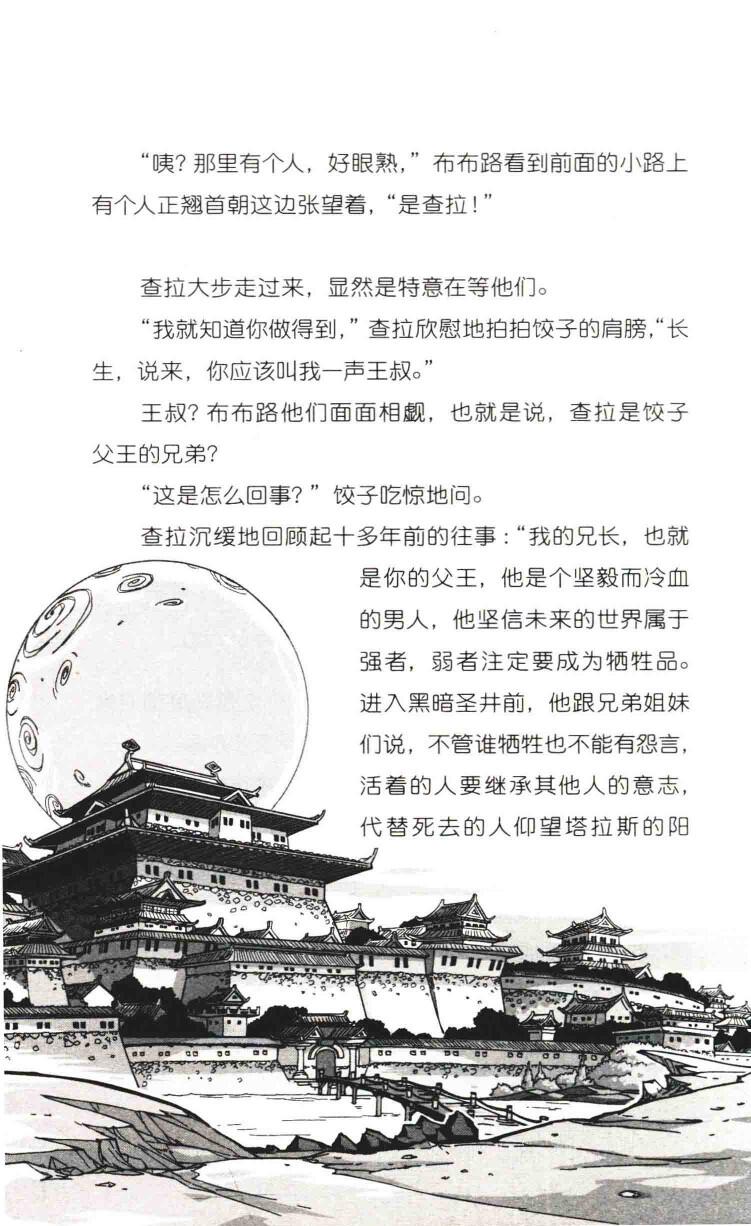 “咦？那里有个人，好眼熟，”布布路看到前面的小路上
有个人正翘首朝这边张望着，“是查拉！”
查拉大步走过来，显然是特意在等他们。
“我就知道你做得到，”查拉欣慰地拍拍饺子的肩膀，“长
生，说来，你应该叫我一声王叔。”
王叔？布布路他们面面相觑，也就是说，查拉是饺子
父王的兄弟？
“这是怎么回事？”饺子吃惊地问。
查拉沉缓地回顾起十多年前的往事：“我的兄长，也就
是你的父王，他是个坚毅而冷血
的男人，他坚信未来的世界属于
强者，弱者注定要成为牺牲品。
进入黑暗圣井前，他跟兄弟姐妹
们说，不管谁牺牲也不能有怨言，
活着的人要继承其他人的意志，
代替死去的人仰望塔拉斯的阳